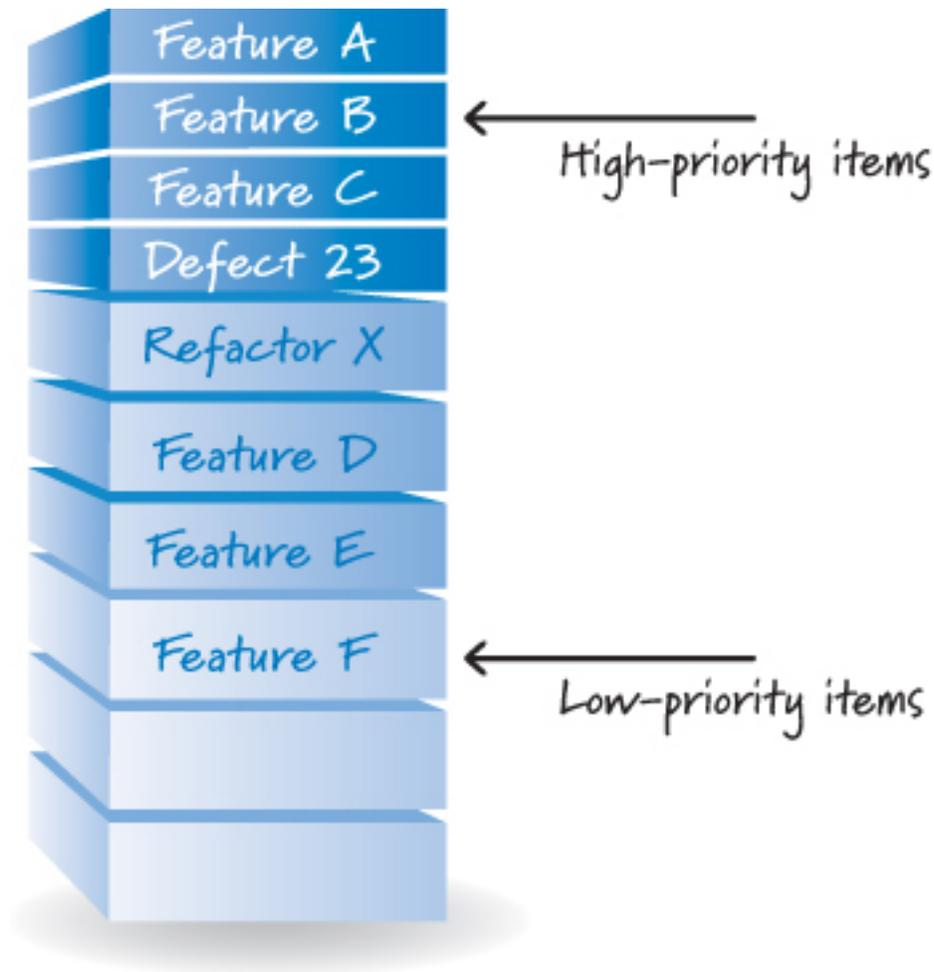 Feature A
Feature B
High-priority items
Feature C
Defect 23
Refactor X
Feature D
Feature E
Feature F
Low-priority items